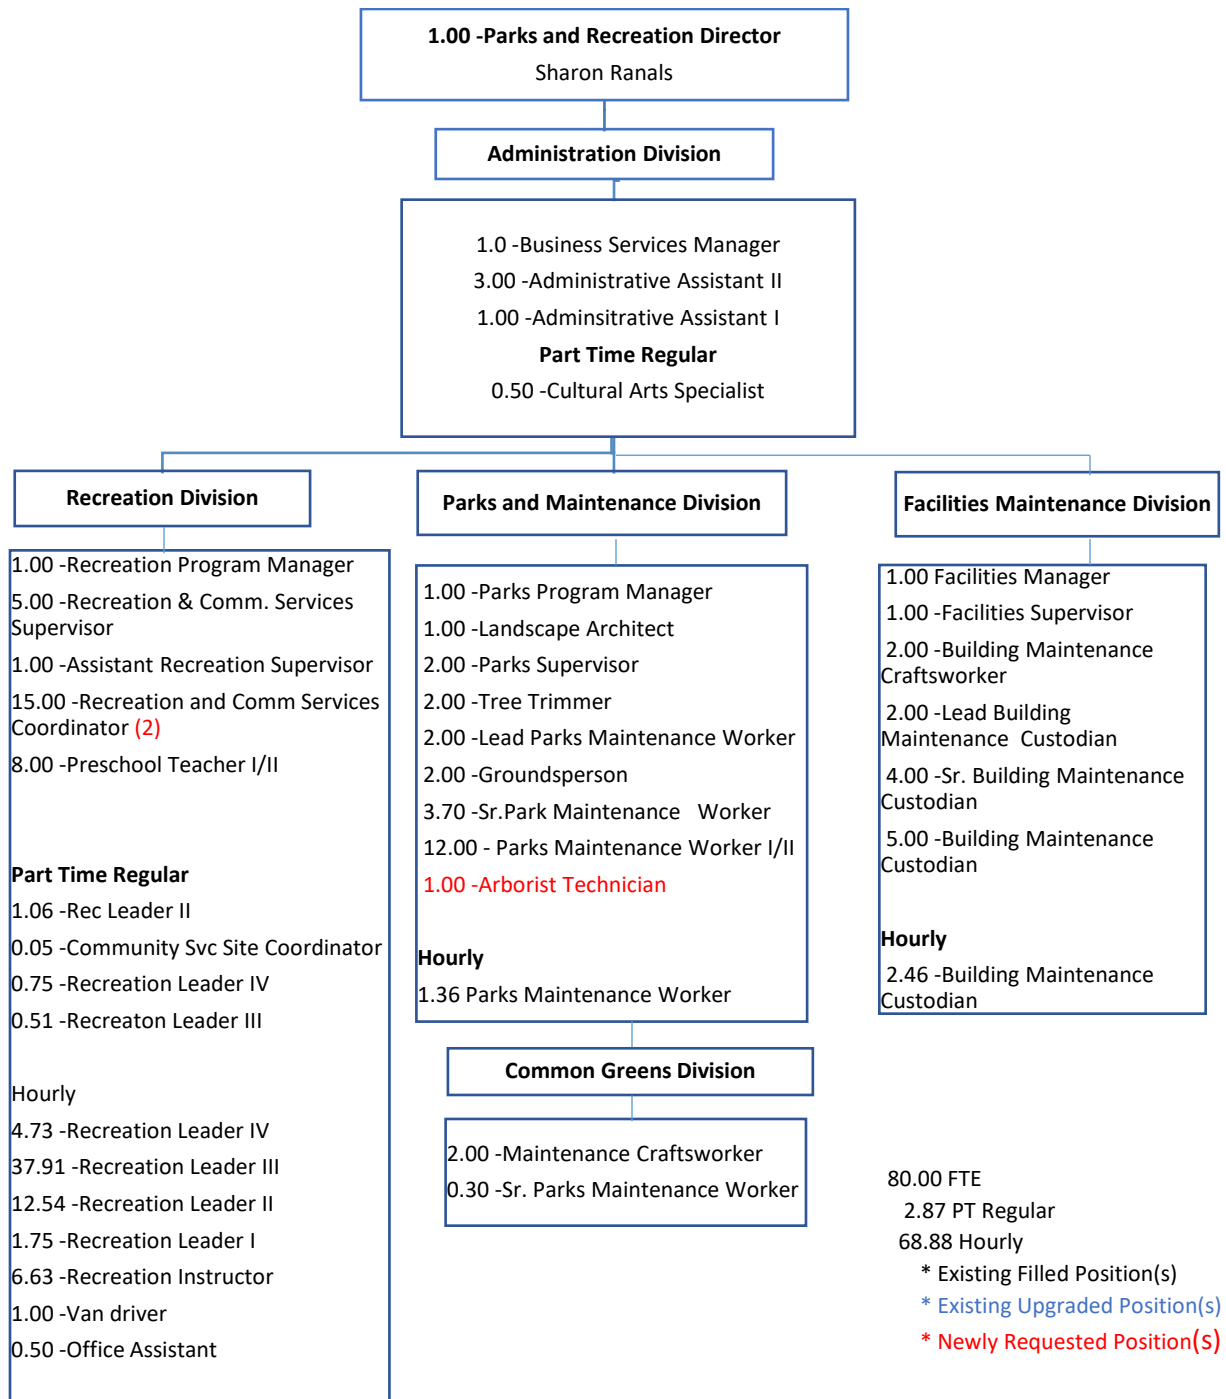 1.00 -Parks and Recreation Director
Sharon Ranals
Administration Division
1.0 -Business Services Manager
3.00 -Administrative Assistant II
1.00 -Adminsitrative Assistant I
Part Time Regular
0.50 -Cultural Arts Specialist
Recreation Division
1.00 -Recreation Program Manager
5.00 -Recreation & Comm. Services
Supervisor
1.00 -Assistant Recreation Supervisor
15.00 -Recreation and Comm Services
Coordinator (2)
8.00 -Preschool Teacher I/II
Part Time Regular
1.06 -Rec Leader II
0.05 -Community Svc Site Coordinator
0.75 -Recreation Leader IV
0.51 -Recreaton Leader III
Hourly
4.73 -Recreation Leader IV
37.91 -Recreation Leader III
12.54 -Recreation Leader II
1.75 -Recreation Leader I
6.63 -Recreation Instructor
1.00 -Van driver
0.50 -Office Assistant
Parks and Maintenance Division
1.00 -Parks Program Manager
1.00 -Landscape Architect
2.00 -Parks Supervisor
2.00 -Tree Trimmer
2.00 -Lead Parks Maintenance Worker
2.00 -Groundsperson
3.70 -Sr.Park Maintenance Worker
12.00 - Parks Maintenance Worker I/II
1.00 -Arborist Technician
Hourly
1.36 Parks Maintenance Worker
Common Greens Division
2.00 -Maintenance Craftsworker
0.30 -Sr. Parks Maintenance Worker
Facilities Maintenance Division
1.00 Facilities Manager
1.00 -Facilities Supervisor
2.00 -Building Maintenance
Craftsworker
2.00 -Lead Building
Maintenance Custodian
4.00 -Sr. Building Maintenance
Custodian
5.00 -Building Maintenance
Custodian
Hourly
2.46 -Building Maintenance
Custodian
80.00 FTE
2.87 PT Regular
68.88 Hourly
* Existing Filled Position(s)
* Existing Upgraded Position(s)
* Newly Requested Position(s)